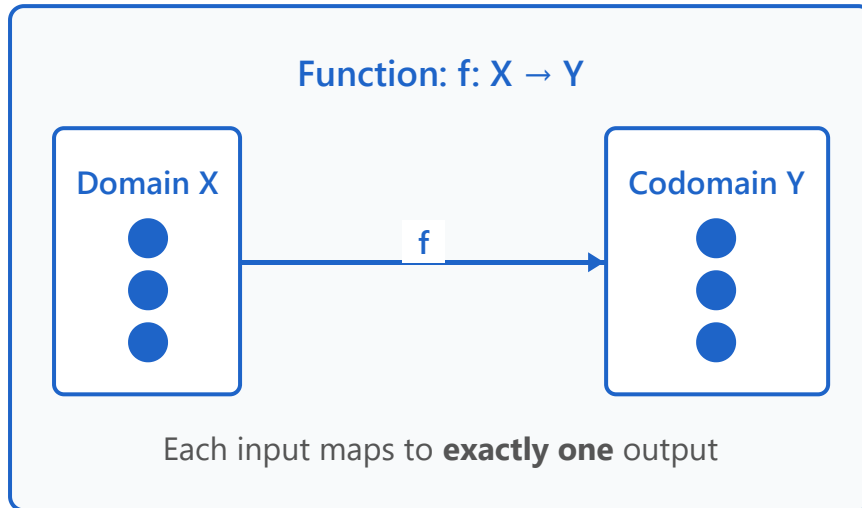 Function: f: X → Y
Domain X
Codomain Y
f
Each input maps to exactly one output